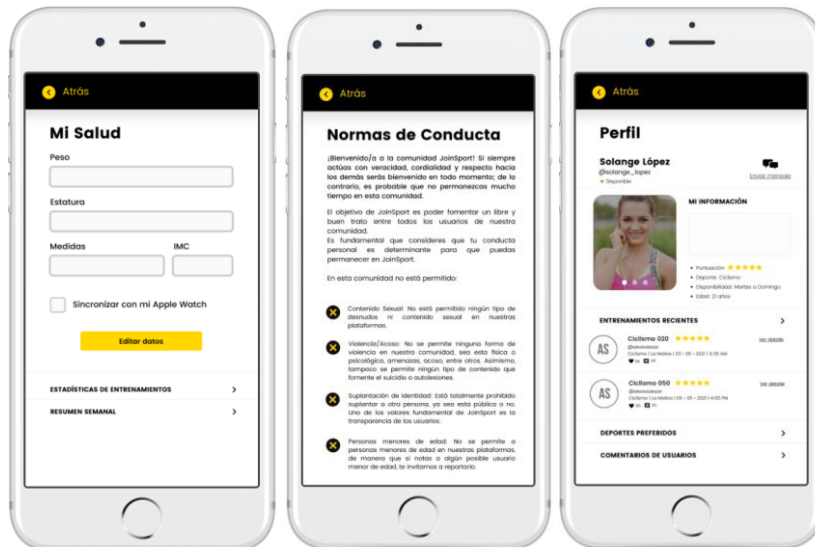 Atrás
Mi Salud
Peso
Estatura
Medidas
IMC
Sincronizar con mi Apple Watch
Editar datos
ESTADÍSTICAS DE ENTRENAMIENTOS
RESUMEN SEMANAL
Atrás
Normas de Conducta
¡Bienvenido/a a la comunidad JoinSport! Si siempre
actúas con veracidad, cordialidad y respecto hacia
los demás serás bienvenido en todo momento; de lo
contrario, es probable que no permanezcas mucho
tiempo en esta comunidad.
El objetivo de JoinSport es poder fomentar un libre y
buen trato entre todos los usuarios de nuestra
comunidad.
Es fundamental que consideres que tu conducta
personal es determinante para que puedas
permanecer en JoinSport.
En esta comunidad no está permitido:
Contenido Sexual: No está permitido ningún tipo de
desnudos ni contenido sexual en nuestras
plataformas.
Violencia/Acoso: No se permite ninguna forma de
violencia en nuestra comunidad, sea esta física o
psicológica, amenazas, acoso, entre otros. Asimismo,
tampoco se permite ningún tipo de contenido que
fomente el suicidio o autolesiones.
Suplantación de Identidad: Está totalmente prohibido
suplantar a otra persona, ya sea esta pública o no.
Uno de los valores fundamental de JoinSport es la
transparencia de los usuarios.
Personas menores de edad: No se permite a
personas menores de edad en nuestras plataformas,
de manera que si notas a algún posible usuario
menor de edad, te invitamos a reportarlo.
Atrás
Perfil
Solange López
@solange_lopez
Disponible
Enviar mensaje
MI INFORMACIÓN
Puntuación:
Deporte: Ciclismo
Disponibilidad: Martes a Domingo
Edad: 21 años
ENTRENAMIENTOS RECIENTES
AS
Ciclismo 020
Ver detalle
Ciclismo | La Molina |
AS
Ciclismo 050
Ver detalle
Ciclismo | La Molina |
DEPORTES PREFERIDOS
COMENTARIOS DE USUARIOS